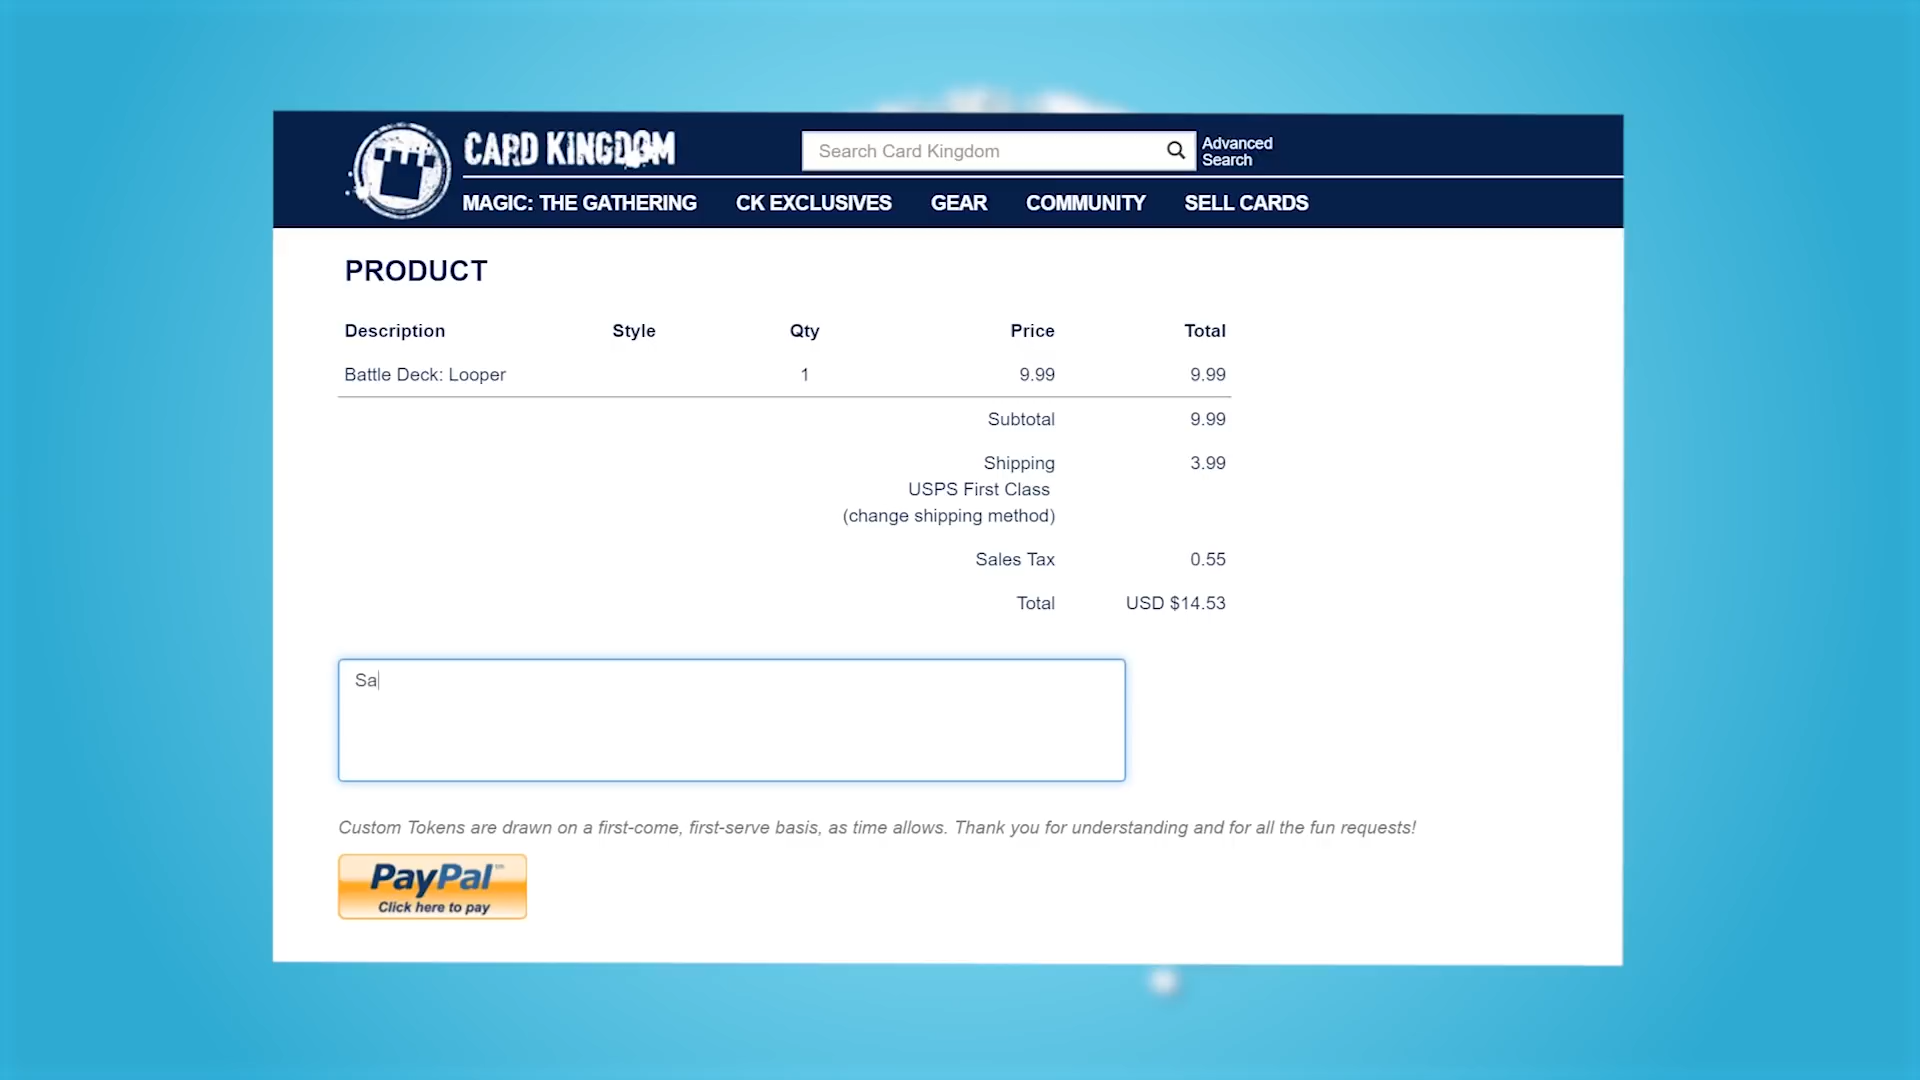 CARD KINGDOM
Search Card Kingdom
Advanced
Search
MAGIC: THE GATHERING CK EXCLUSIVES GEAR COMMUNITY SELL CARDS
PRODUCT
Description Style Qty Price Total
Battle Deck: Looper 1 9.99 9.99
Subtotal 9.99
Shipping 3.99
USPS First Class
(change shipping method)
Sales Tax 0.55
Total USD $14.53
Sa
Custom Tokens are drawn on a first-come, first-serve basis, as time allows. Thank you for understanding and for all the fun requests!
PayPal
Click here to pay